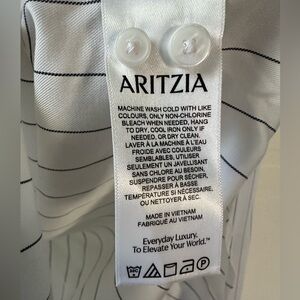 ARITZIA
MACHINE WASH COLD WITH LIKE
COLOURS, ONLY NON-CHLORINE
BLEACH WHEN NEEDED, HANG
TO DRY, COOL IRON ONLY IF
NEEDED, OR DRY CLEAN.
LAVER À LA MACHINE À L'EAU
FROIDE AVEC COULEURS
SEMBLABLES, UTILISER
SEULEMENT UN JAVELLISANT
SANS CHLORE AU BESOIN,
SUSPENDRE POUR SÉCHER,
REPASSER À BASSE
TEMPÉRATURE SI NÉCESSAIRE,
OU NETTOYER À SEC.
MADE IN VIETNAM
FABRIQUÉ AU VIETNAM
Everyday Luxury.
To Elevate Your World.™
P